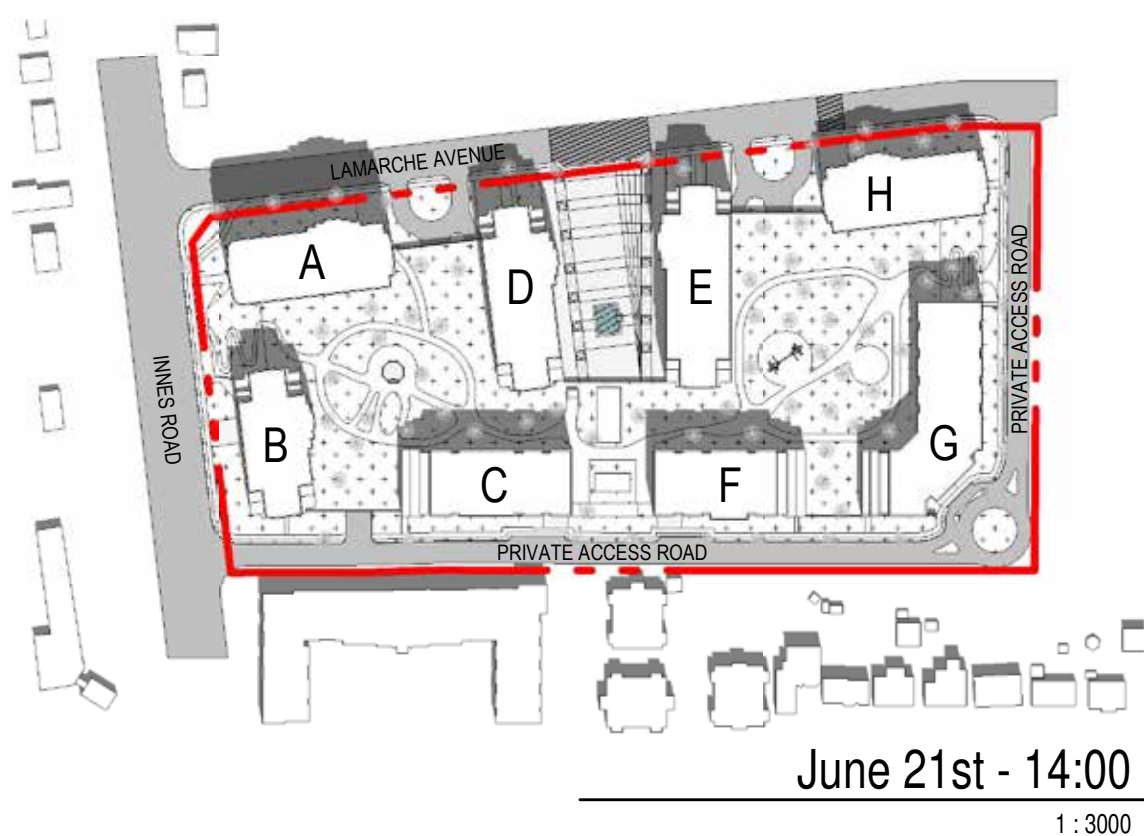 LAMARCHE AVENUE
H
A
D
E
PRIVATE ACCESS ROAD
INNES ROAD
B
G
C
F
PRIVATE ACCESS ROAD
June 21st - 14:00
1 : 3000